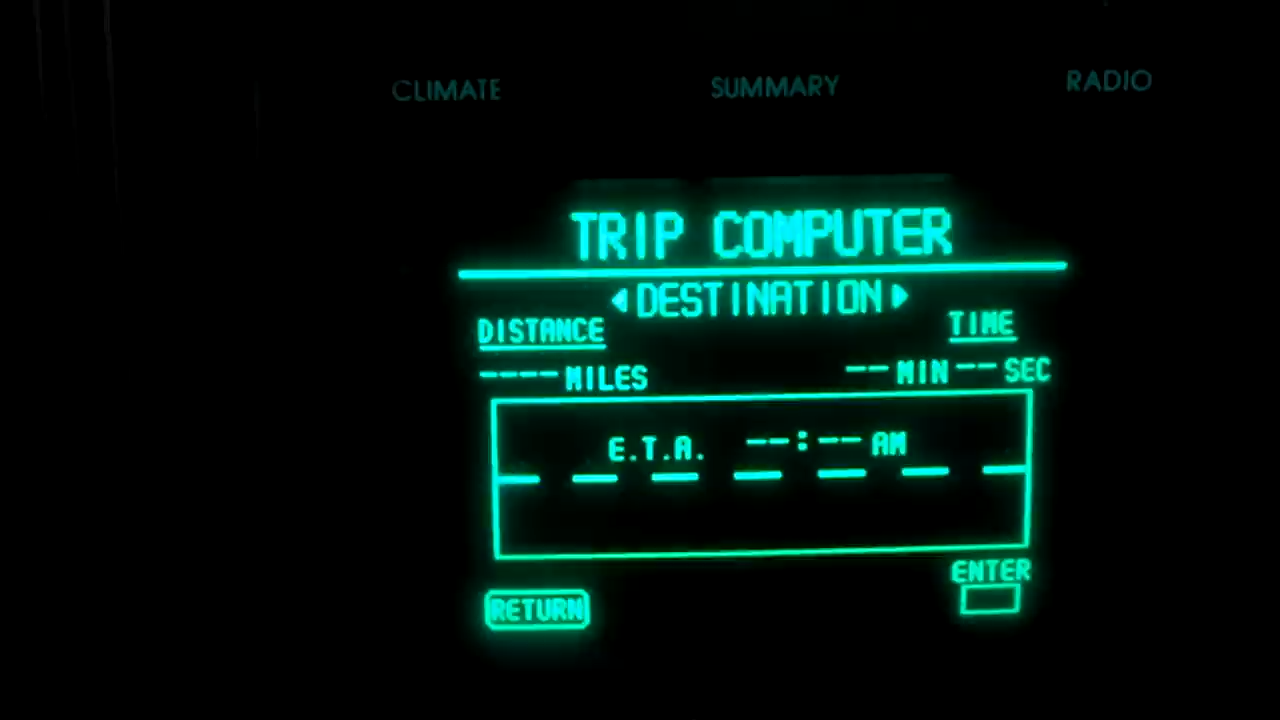 CLIMATE SUMMARY RADIO
TRIP COMPUTER
DESTINATION
DISTANCE TIME
----MILES --MIN--SEC
E.T.A. --:--AM
ENTER
RETURN